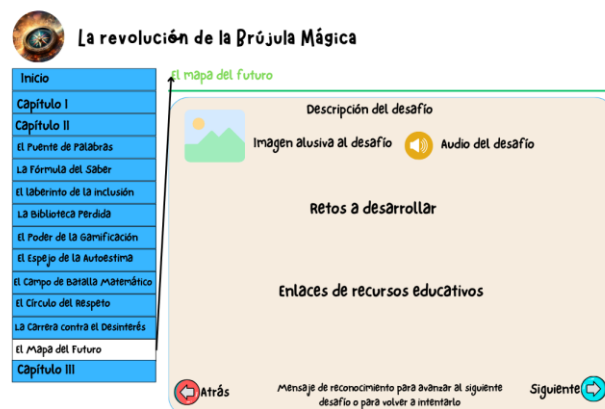 La revolución de la Brújula Mágica
Inicio
Capítulo I
Capítulo II
El Puente de Palabras
La Fórmula del Saber
El laberinto de la inclusión
La Biblioteca Perdida
El Poder de la Gamificación
El Espejo de la Autoestima
El Campo de Batalla Matemático
El Círculo del Respeto
La Carrera contra el Desinterés
El Mapa del Futuro
Capítulo III
El mapa del futuro
Descripción del desafío
Imagen alusiva al desafío
Audio del desafío
Retos a desarrollar
Enlaces de recursos educativos
Atrás
Mensaje de reconocimiento para avanzar al siguiente
desafío o para volver a intentarlo
Siguiente